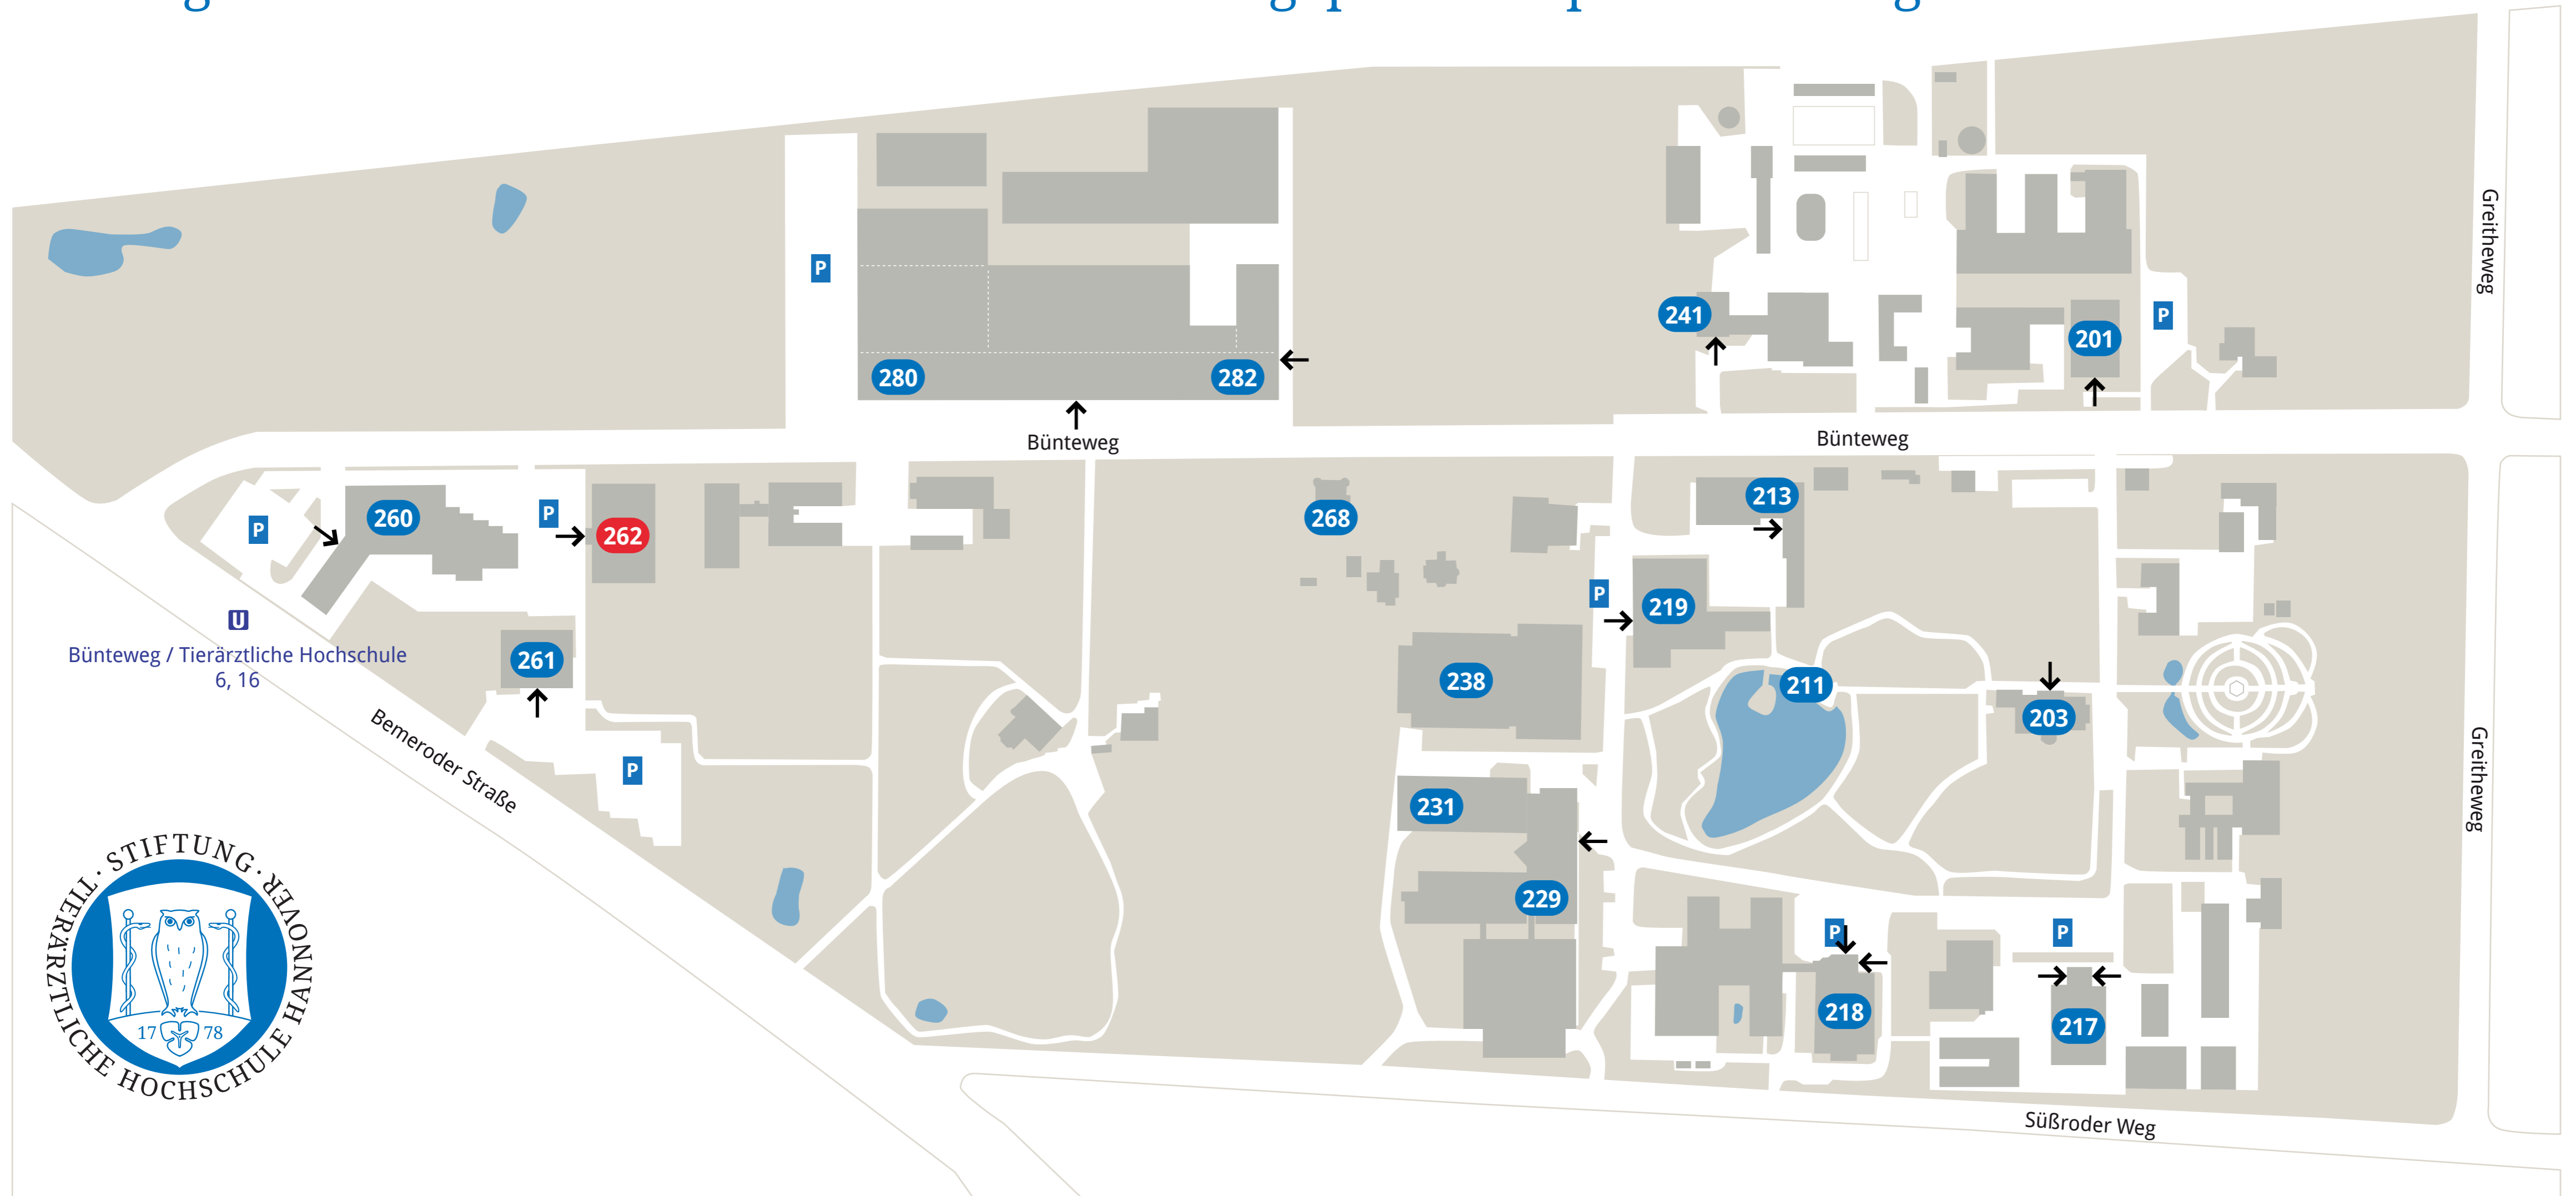 Greitheweg
P
241
P
201
280
282
Bünteweg
Bünteweg
213
P
260
P
262
268
P
219
U
Bünteweg / Tierärztliche Hochschule
6, 16
261
238
211
203
Bemeroder Straße
P
Greitheweg
231
229
P
P
218
217
Süßroder Weg
· STIFTUNG ·
TIERÄRZTLICHE HOCHSCHULE HANNOVER
17 78